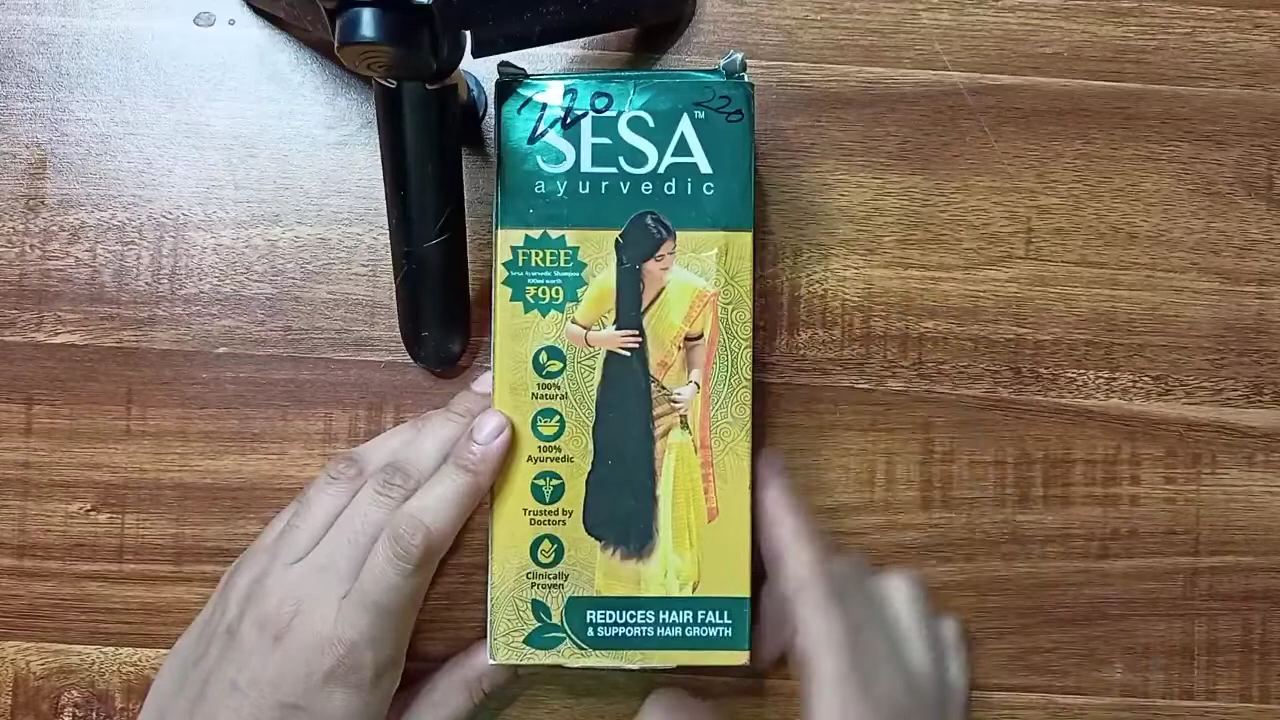 220
220
SESA™
ayurvedic
FREE
Sesa Ayurvedic Shampoo
100ml worth
₹99
100%
Natural
100%
Ayurvedic
Trusted by
Doctors
Clinically
Proven
REDUCES HAIR FALL
& SUPPORTS HAIR GROWTH